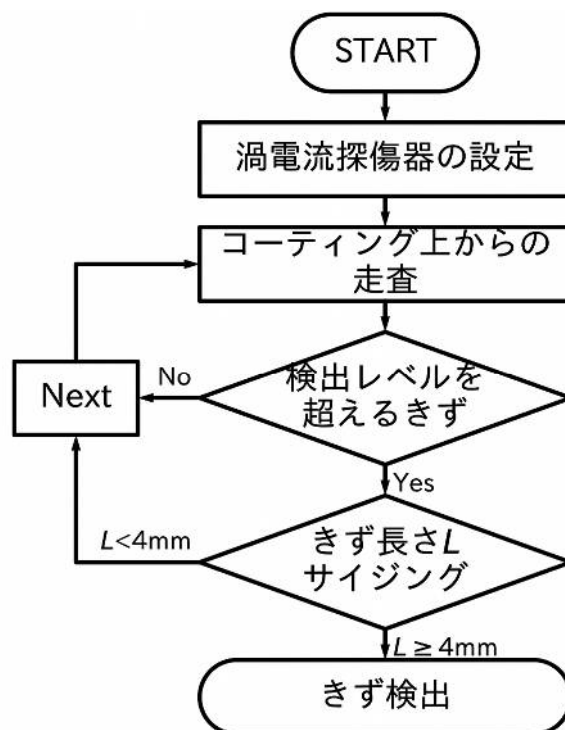 START
渦電流探傷器の設定
コーティング上からの
走査
検出レベルを
超えるきず
No
Next
Yes
きず長さL
サイジング
L<4mm
L ≥ 4mm
きず検出